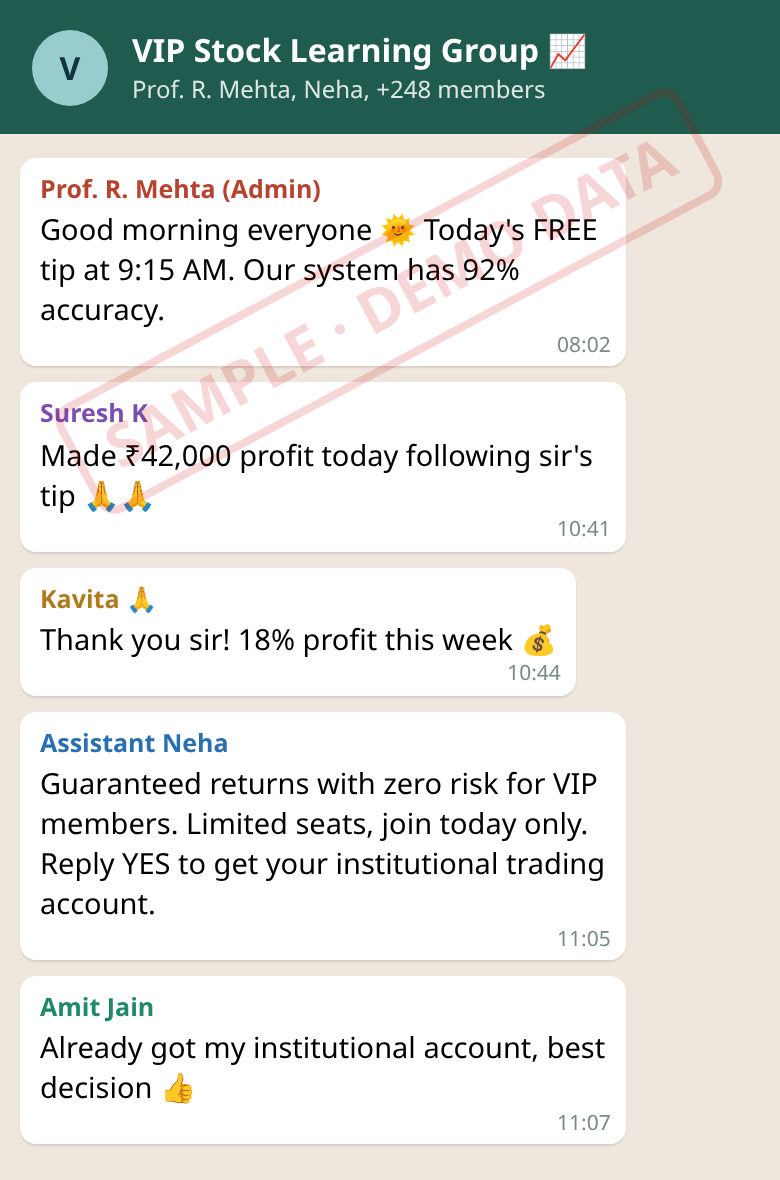 V
VIP Stock Learning Group 📈
Prof. R. Mehta, Neha, +248 members
Prof. R. Mehta (Admin)
Good morning everyone 🌞 Today's FREE
tip at 9:15 AM. Our system has 92%
accuracy.
08:02
SAMPLE · DEMO DATA
Suresh K
Made ₹42,000 profit today following sir's
tip 🙏🙏
10:41
Kavita 🙏
Thank you sir! 18% profit this week 💰
10:44
Assistant Neha
Guaranteed returns with zero risk for VIP
members. Limited seats, join today only.
Reply YES to get your institutional trading
account.
11:05
Amit Jain
Already got my institutional account, best
decision 👍
11:07